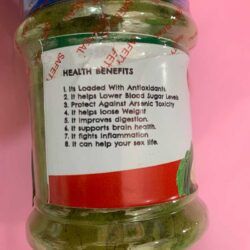 SAFETY
HEALTH BENEFITS
1. Its Loaded With Antioxidants.
2. It helps Lower Blood Sugar Levels
3. Protect Against Arsenic Toxicity
4. It helps loose Weight
5. It improves digestion.
6. It supports brain health.
7. It fights Inflammation
8. It can help your sex life.